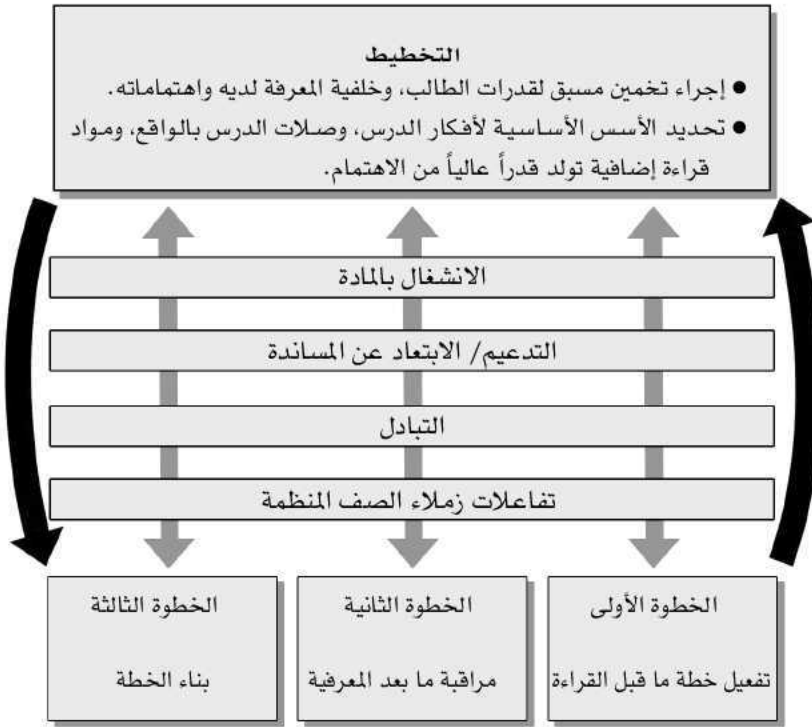 التخطيط
● إجراء تخمين مسبق لقدرات الطالب، وخلفية المعرفة لديه واهتماماته.
● تحديد الأسس الأساسية لأفكار الدرس، وصلات الدرس بالواقع، ومواد
قراءة إضافية تولد قدراً عالياً من الاهتمام.
الانشغال بالمادة
التدعيم/ الابتعاد عن المساندة
التبادل
تفاعلات زملاء الصف المنظمة
الخطوة الأولى
تفعيل خطة ما قبل القراءة
الخطوة الثانية
مراقبة ما بعد المعرفية
الخطوة الثالثة
بناء الخطة